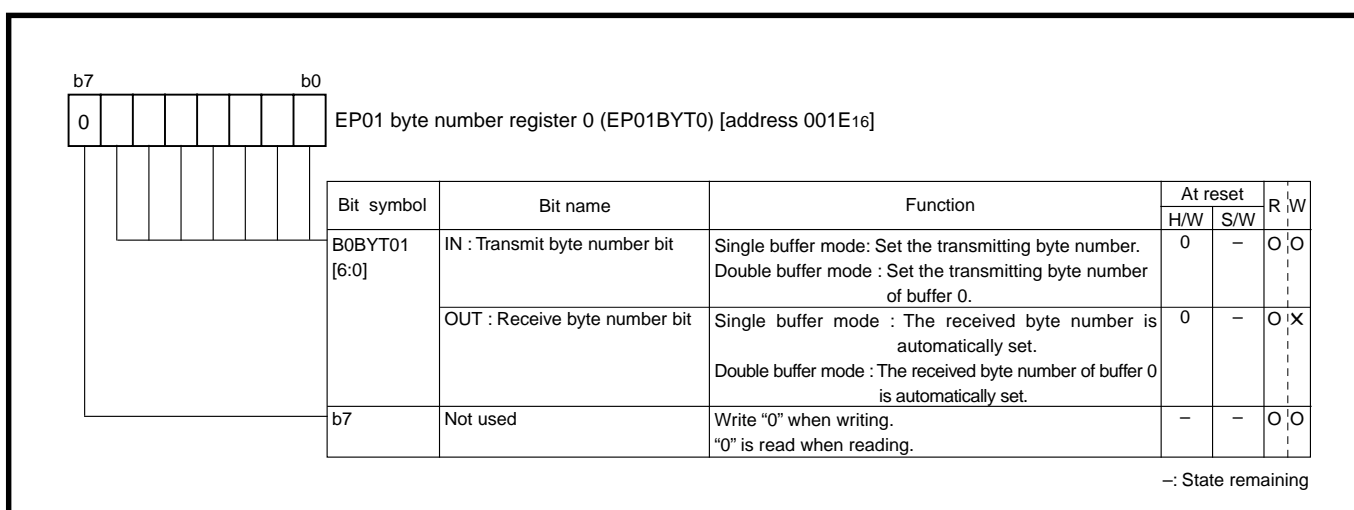 b7 b0
0 EP01 byte number register 0 (EP01BYT0) [address 001E16]
Bit symbol Bit name Function At reset R W
H/W S/W
B0BYT01 IN : Transmit byte number bit Single buffer mode: Set the transmitting byte number. 0 – O O
[6:0] Double buffer mode : Set the transmitting byte number
of buffer 0.
OUT : Receive byte number bit Single buffer mode : The received byte number is 0 – O ✕
automatically set.
Double buffer mode : The received byte number of buffer 0
is automatically set.
b7 Not used Write “0” when writing. – – O O
“0” is read when reading.
–: State remaining